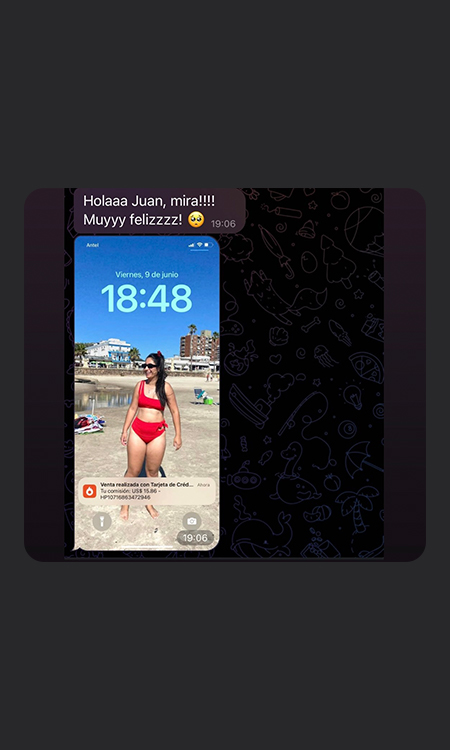 Holaaa Juan, mira!!!!
Muyyy felizzzz! 🥺
19:06
Antel
Viernes, 9 de junio
18:48
Venta realizada con Tarjeta de Créd...
Ahora
Tu comisión: US$ 15.86 -
HP10716863472946
19:06